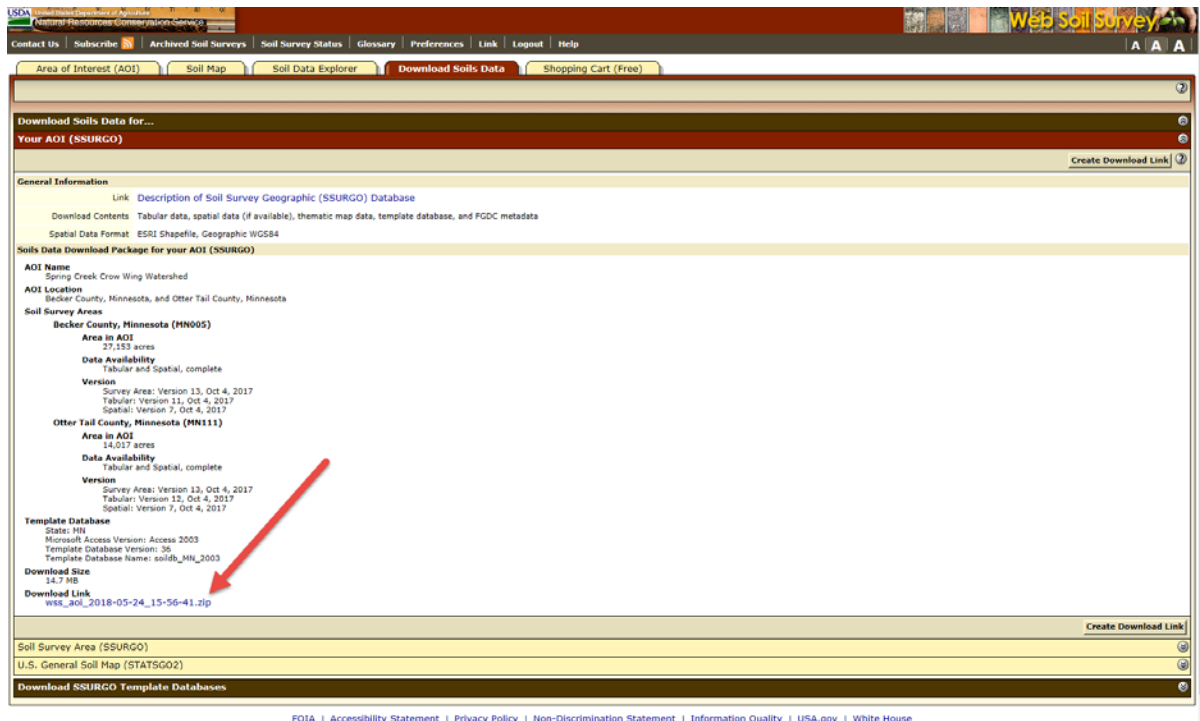 USDA United States Department of Agriculture
Natural Resources Conservation Service
Web Soil Survey
Contact Us | Subscribe | Archived Soil Surveys | Soil Survey Status | Glossary | Preferences | Link | Logout | Help
A A A
Area of Interest (AOI) Soil Map Soil Data Explorer Download Soils Data Shopping Cart (Free)
Download Soils Data for...
Your AOI (SSURGO)
Create Download Link
General Information
Link Description of Soil Survey Geographic (SSURGO) Database
Download Contents Tabular data, spatial data (if available), thematic map data, template database, and FGDC metadata
Spatial Data Format ESRI Shapefile, Geographic WGS84
Soils Data Download Package for your AOI (SSURGO)
AOI Name
Spring Creek Crow Wing Watershed
AOI Location
Becker County, Minnesota, and Otter Tail County, Minnesota
Soil Survey Areas
Becker County, Minnesota (MN005)
Area in AOI
27,153 acres
Data Availability
Tabular and Spatial, complete
Version
Survey Area: Version 13, Oct 4, 2017
Tabular: Version 11, Oct 4, 2017
Spatial: Version 7, Oct 4, 2017
Otter Tail County, Minnesota (MN111)
Area in AOI
14,017 acres
Data Availability
Tabular and Spatial, complete
Version
Survey Area: Version 13, Oct 4, 2017
Tabular: Version 12, Oct 4, 2017
Spatial: Version 7, Oct 4, 2017
Template Database
State: MN
Microsoft Access Version: Access 2003
Template Database Version: 36
Template Database Name: soildb_MN_2003
Download Size
14.7 MB
Download Link
wss_aoi_2018-05-24_15-56-41.zip
Create Download Link
Soil Survey Area (SSURGO)
U.S. General Soil Map (STATSGO2)
Download SSURGO Template Databases
FOIA | Accessibility Statement | Privacy Policy | Non-Discrimination Statement | Information Quality | USA.gov | White House